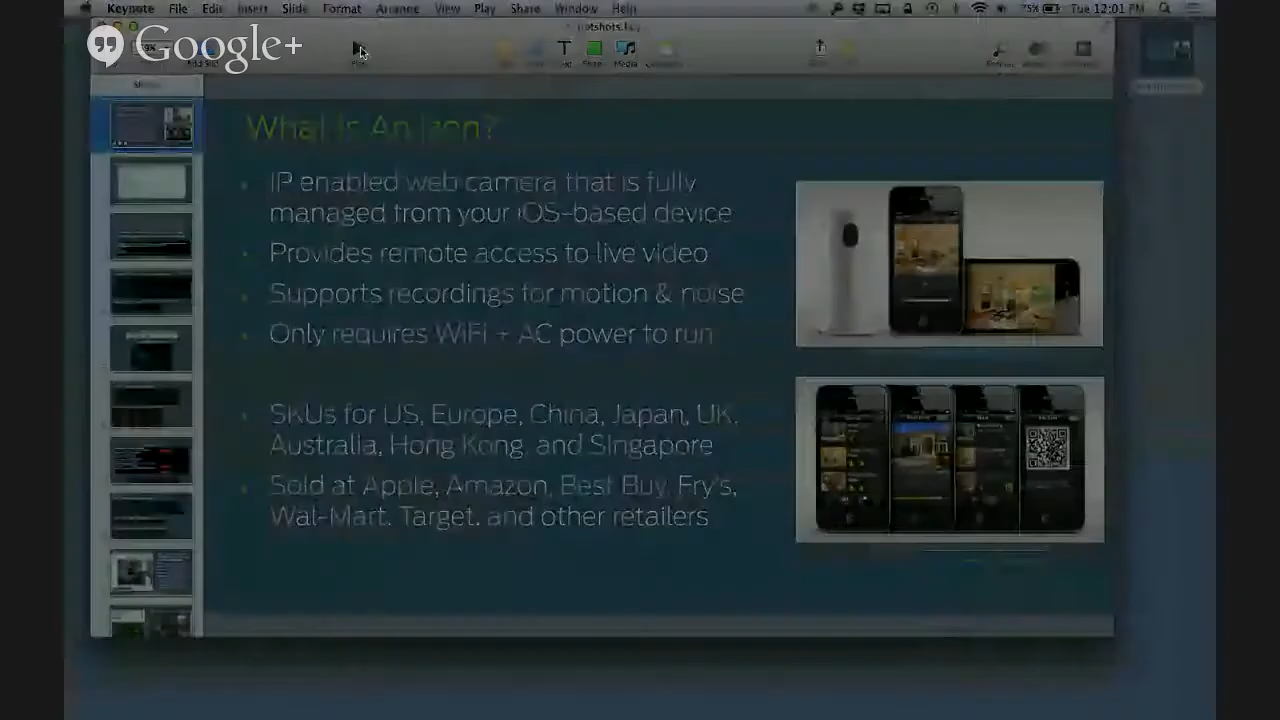 Keynote File Edit Insert Slide Format Arrange View Play Share Window Help 75% Tue 12:01 PM
Google+
Text Shape Media
What Is An Izon?
• IP enabled web camera that is fully
managed from your iOS-based device
• Provides remote access to live video
• Supports recordings for motion & noise
• Only requires WiFi + AC power to run
• SKUs for US, Europe, China, Japan, UK,
Australia, Hong Kong, and Singapore
• Sold at Apple, Amazon, Best Buy, Fry's,
Wal-Mart, Target, and other retailers